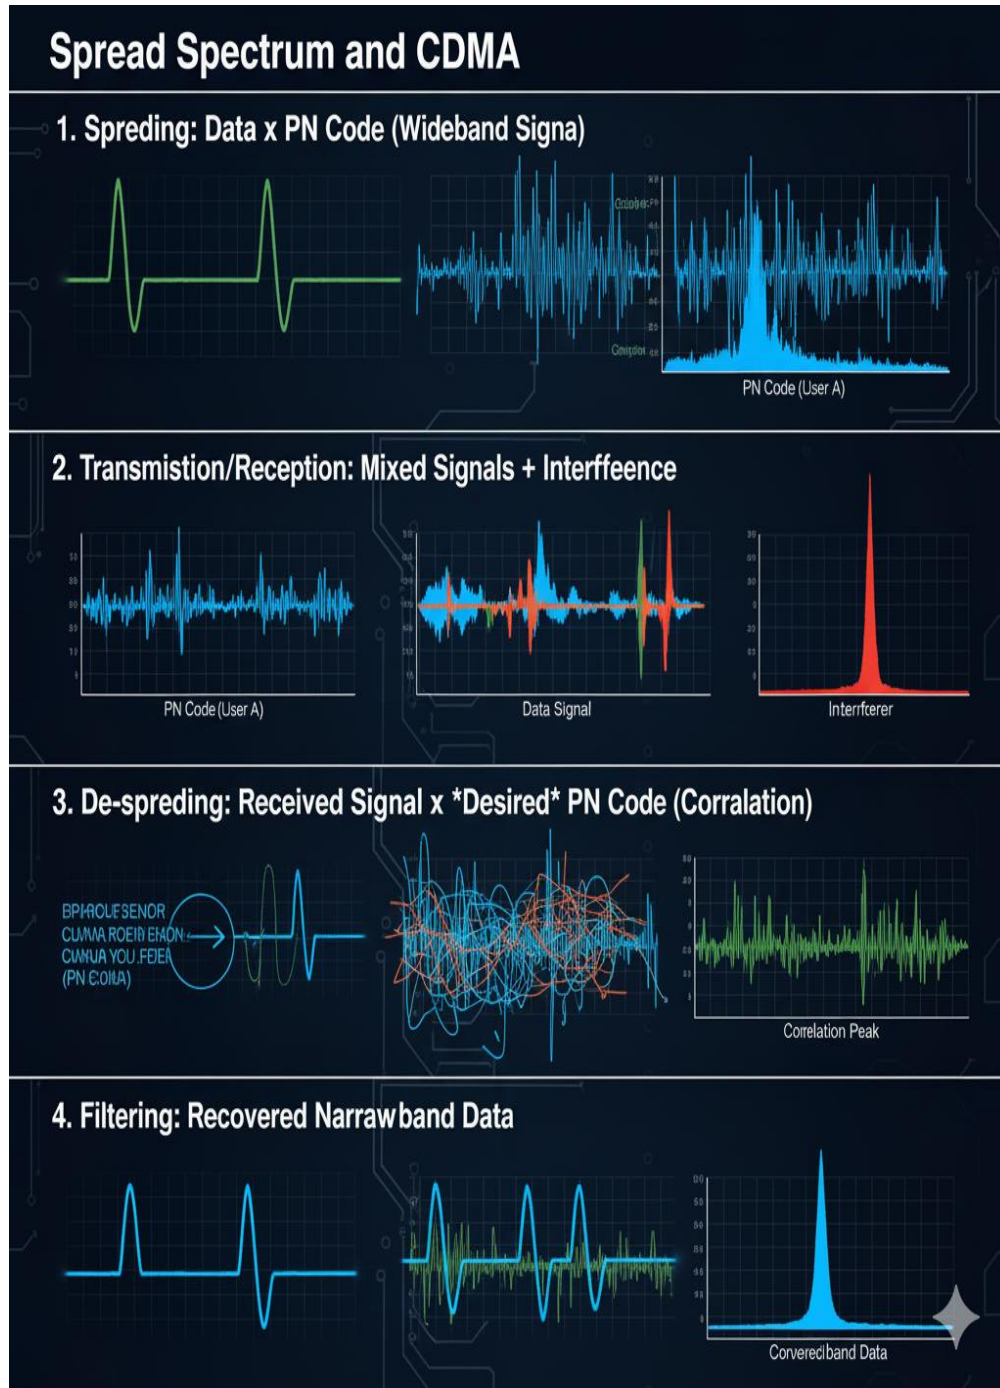 Spread Spectrum and CDMA
1. Spreding: Data x PN Code (Wideband Signa)
PN Code (User A)
2. Transmistion/Reception: Mixed Signals + Interffeence
PN Code (User A)
Data Signal
Interrfcerer
3. De-spreding: Received Signal x *Desired* PN Code (Corralation)
(PN
Correlation Peak
4. Filtering: Recovered Narrawband Data
Corverecl band Data